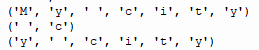 ('M', 'y', ' ', 'c', 'i', 't', 'y')
(' ', 'c')
('y', ' ', 'c', 'i', 't', 'y')